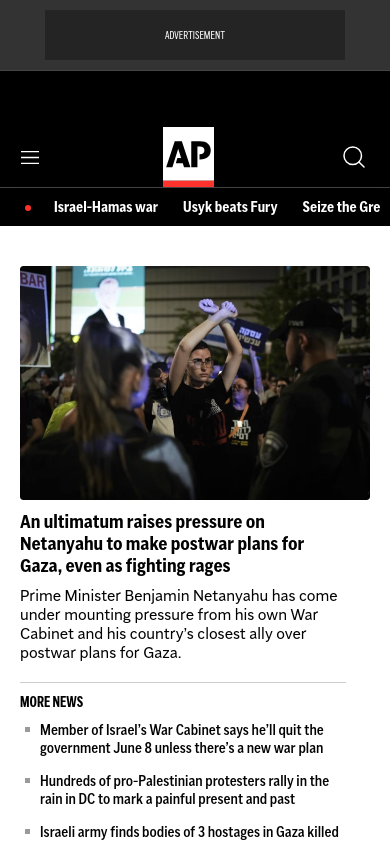 ADVERTISEMENT
AP
Israel-Hamas war Usyk beats Fury Seize the Gre
BAR
An ultimatum raises pressure on
Netanyahu to make postwar plans for
Gaza, even as fighting rages
Prime Minister Benjamin Netanyahu has come
under mounting pressure from his own War
Cabinet and his country’s closest ally over
postwar plans for Gaza.
MORE NEWS
Member of Israel’s War Cabinet says he’ll quit the
government June 8 unless there’s a new war plan
Hundreds of pro-Palestinian protesters rally in the
rain in DC to mark a painful present and past
Israeli army finds bodies of 3 hostages in Gaza killed